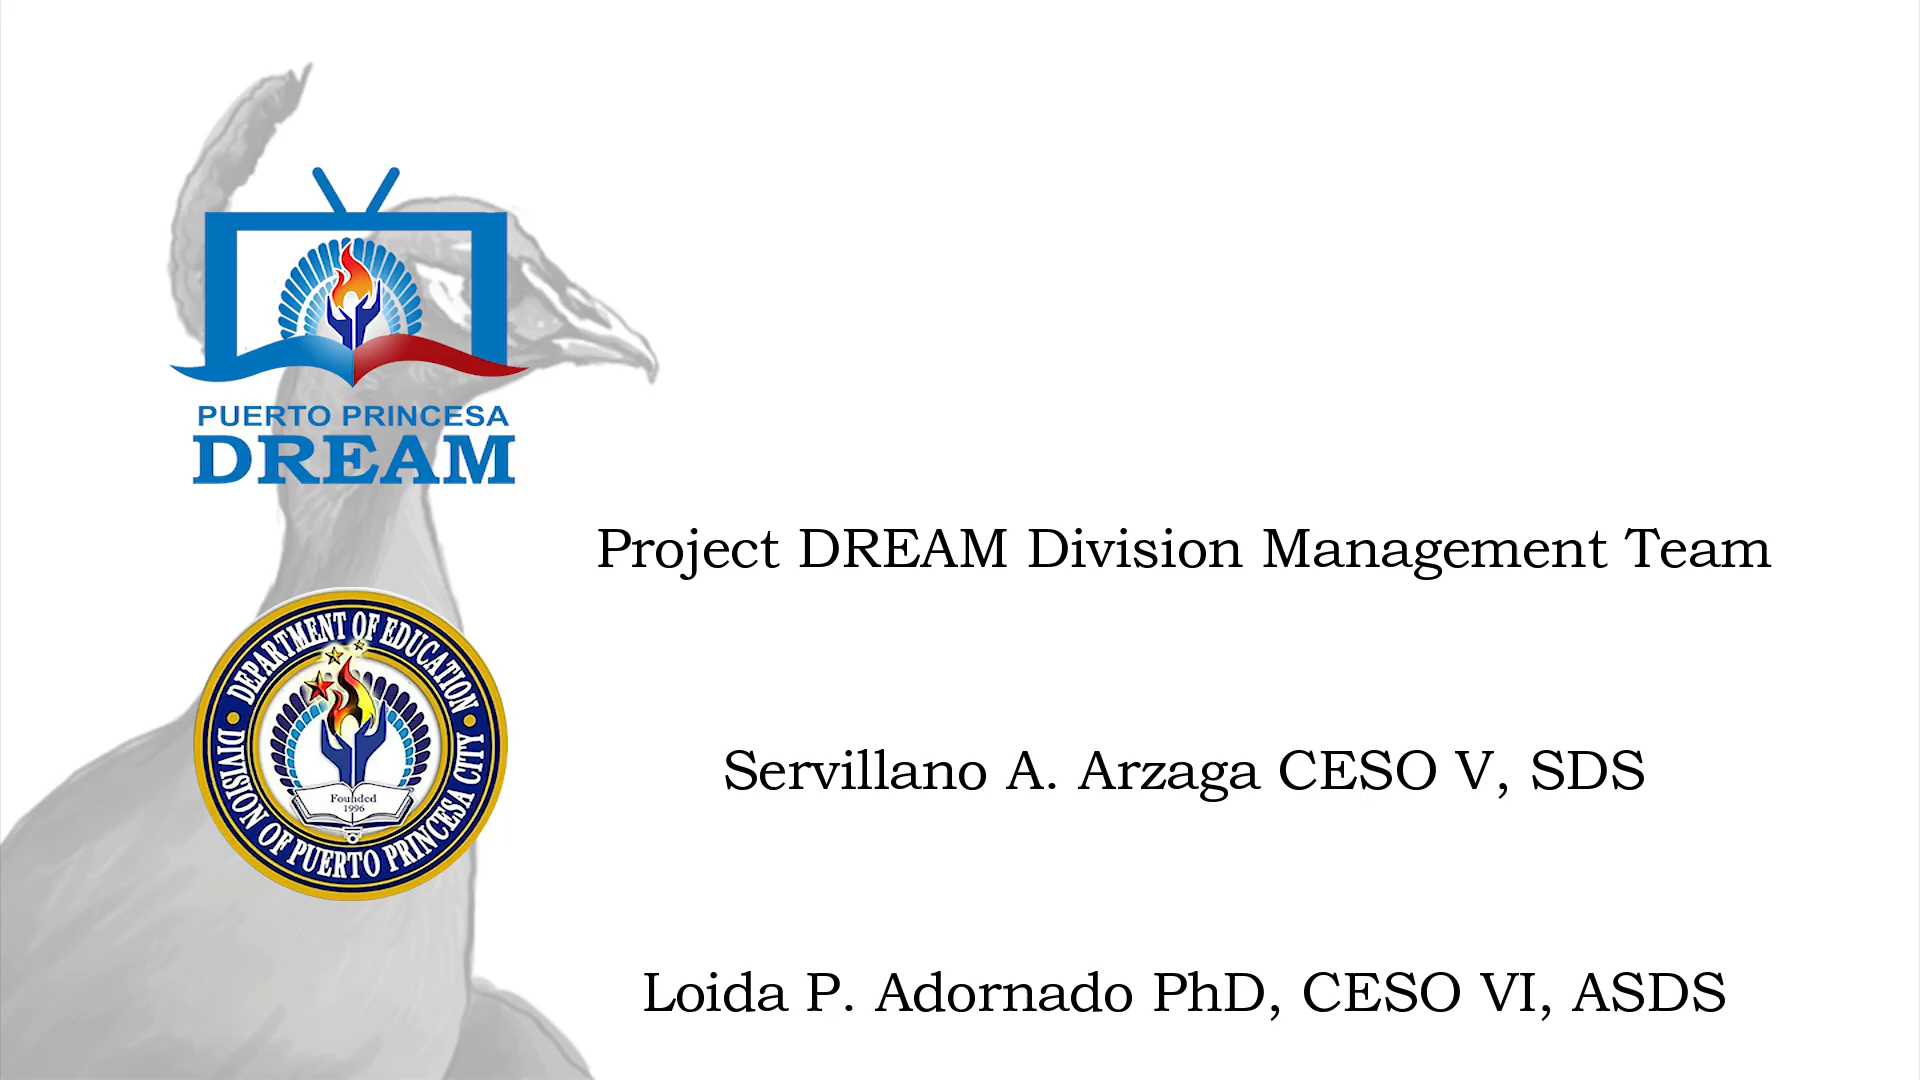 PUERTO PRINCESA
DREAM
DEPARTMENT OF EDUCATION
DIVISION OF PUERTO PRINCESA CITY
Founded
1996
Project DREAM Division Management Team
Servillano A. Arzaga CESO V, SDS
Loida P. Adornado PhD, CESO VI, ASDS